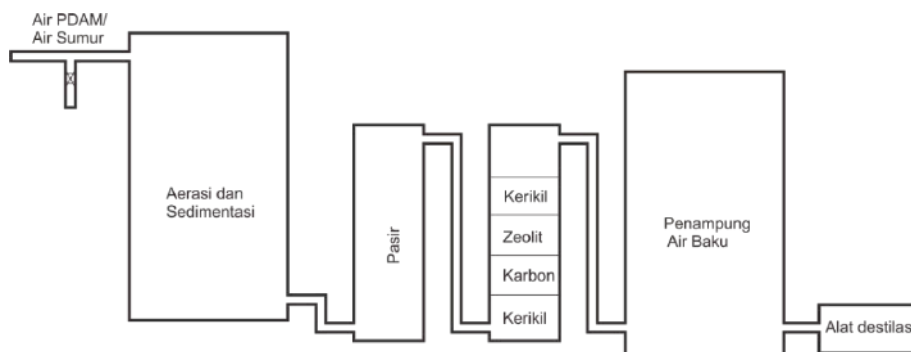 Air PDAM/
Air Sumur
Aerasi dan
Sedimentasi
Pasir
Kerikil
Zeolit
Karbon
Kerikil
Penampung
Air Baku
Alat destilas